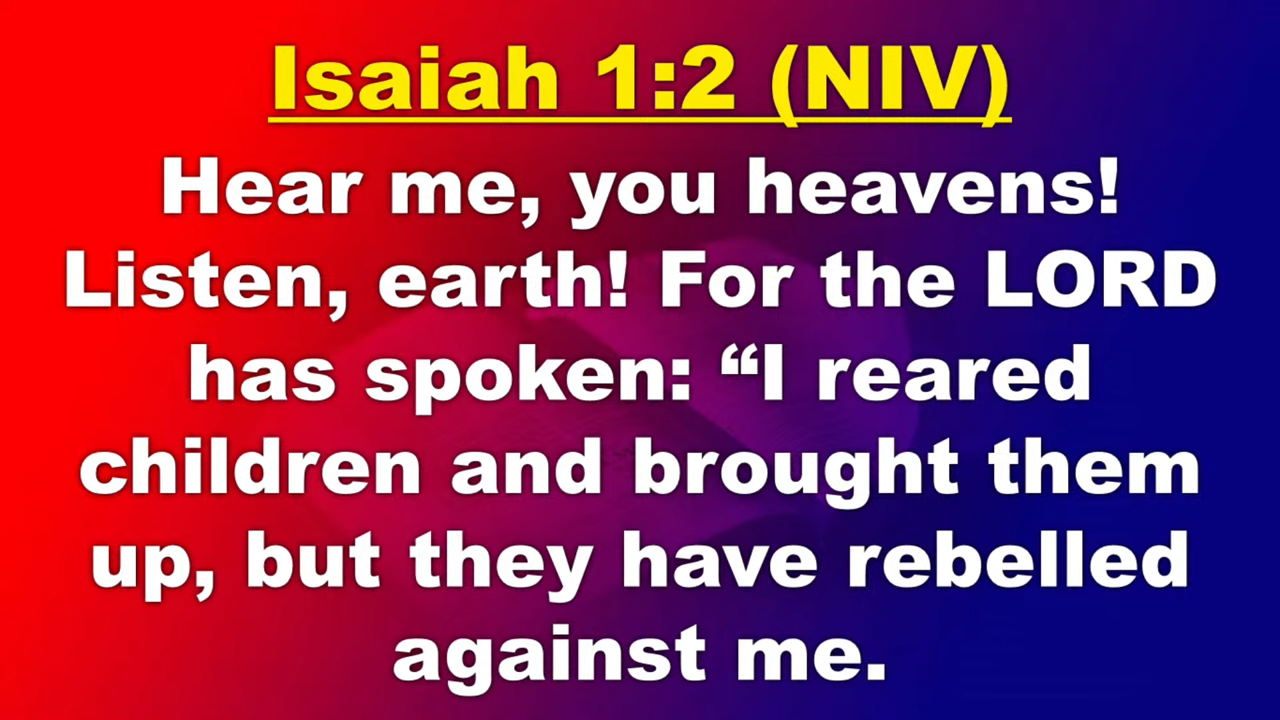 Isaiah 1:2 (NIV)
Hear me, you heavens!
Listen, earth! For the LORD
has spoken: “I reared
children and brought them
up, but they have rebelled
against me.